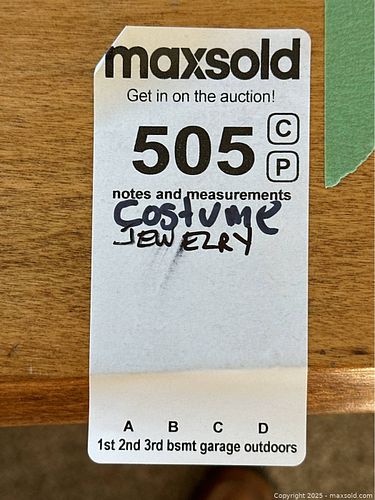 maxsold
Get in on the auction!
505
C
P
notes and measurements
Costume
JEWELRY
A B C D
1st 2nd 3rd bsmt garage outdoors
Copyright 2025 - maxsold.com